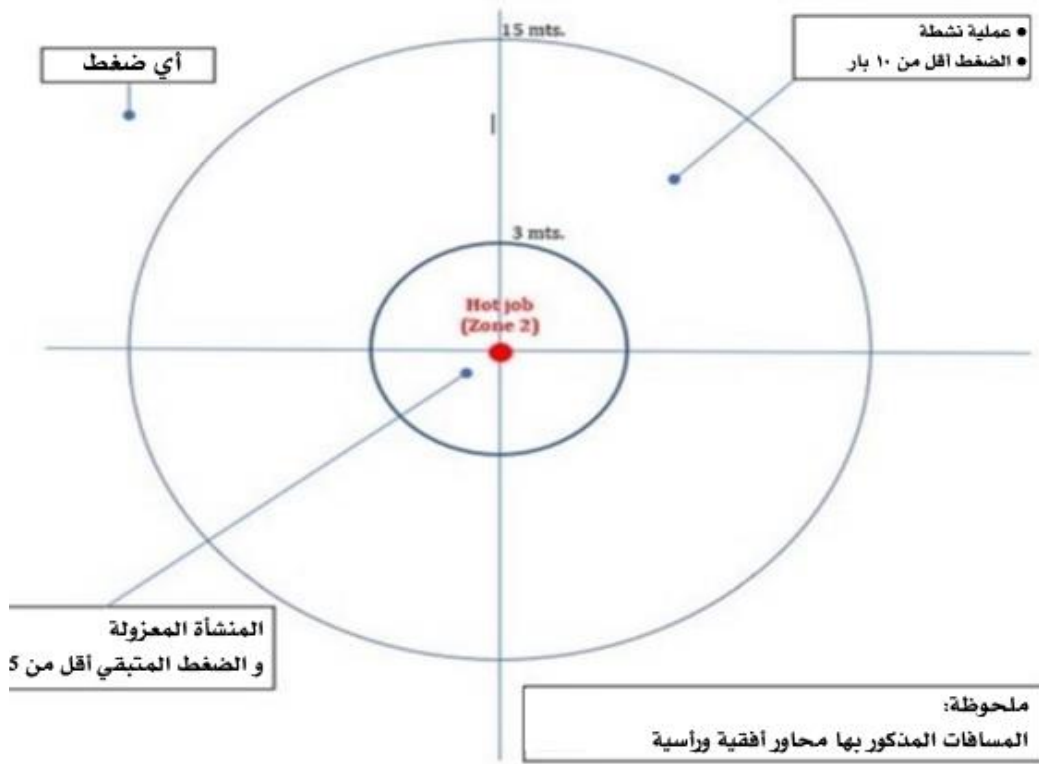 15 mts.
أي ضغط
• عملية نشطة
• الضغط أقل من ١٠ بار
3 mts.
Hot job
(Zone 2)
المنشأة المعزولة
و الضغط المتبقي أقل من 5
ملحوظة:
المسافات المذكور بها محاور أفقية ورأسية